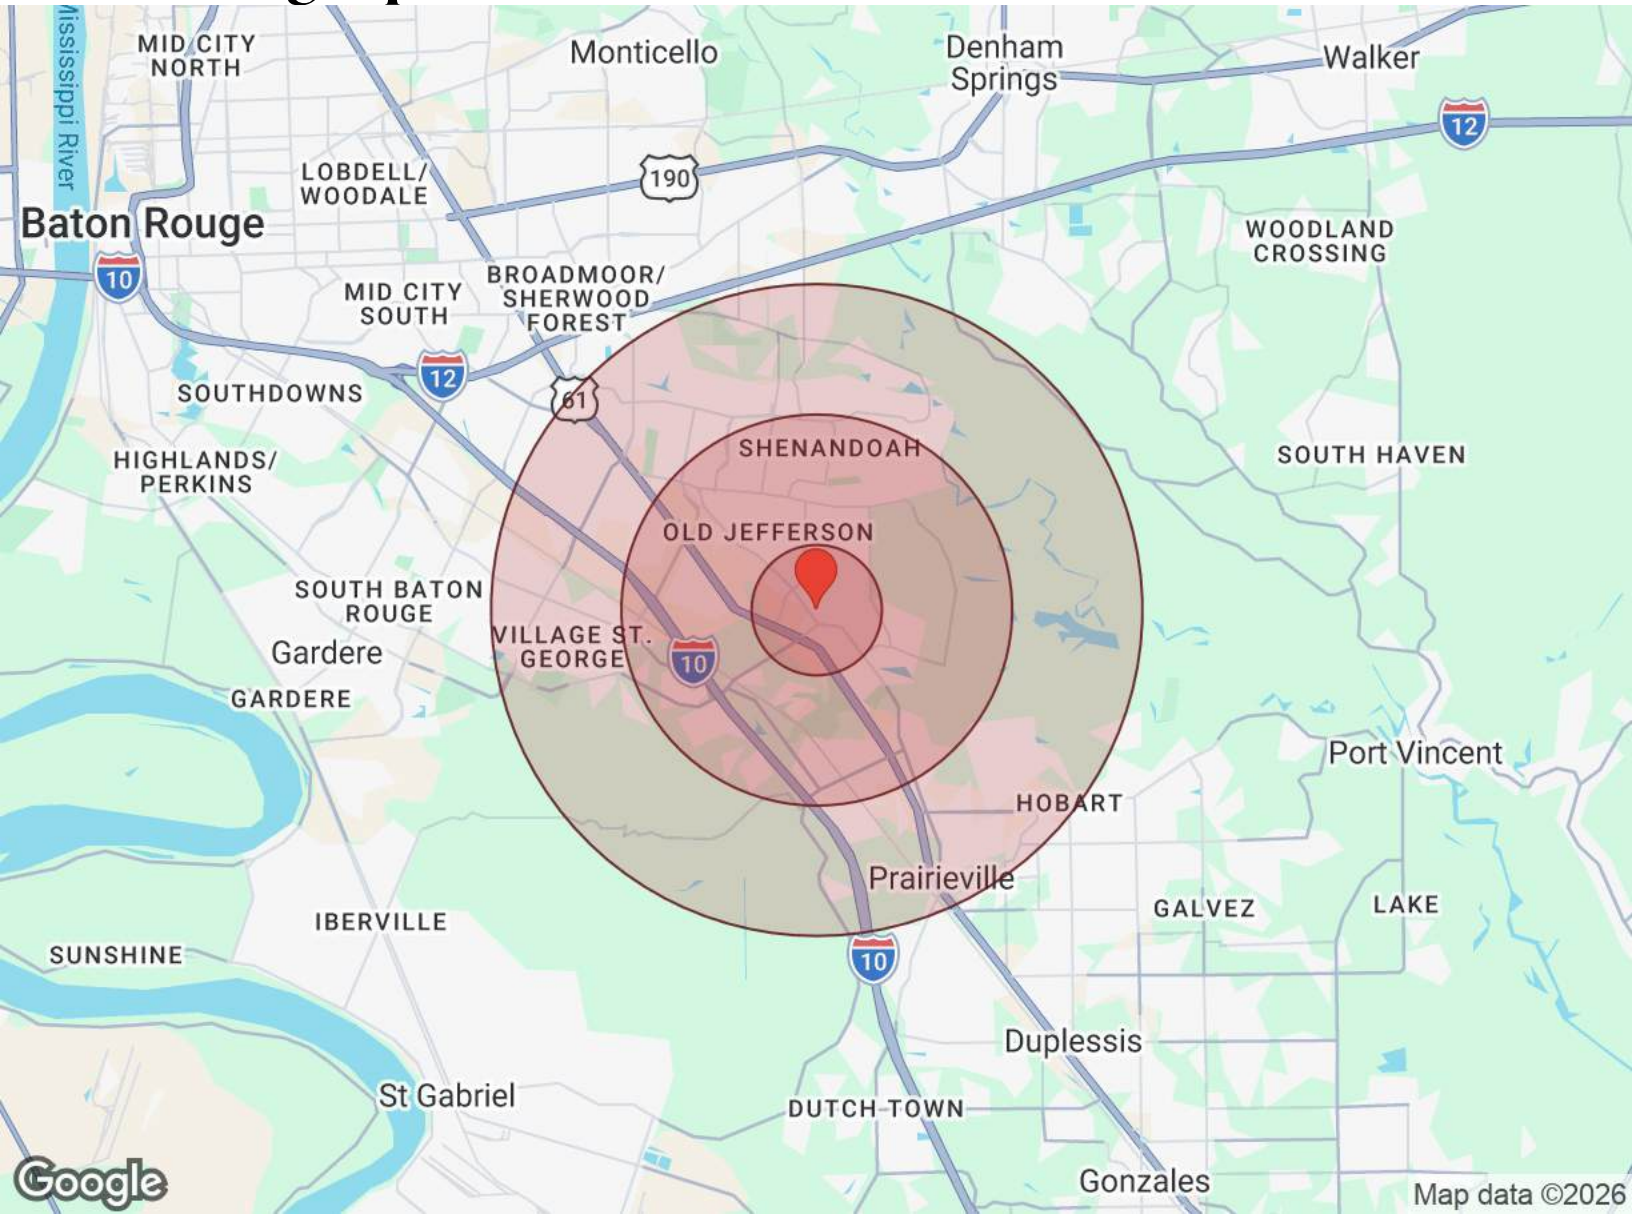 Mississippi River
MID CITY
NORTH
Monticello
Denham
Springs
Walker
12
LOBDELL/
WOODALE
190
Baton Rouge
WOODLAND
CROSSING
10
MID CITY
SOUTH
BROADMOOR/
SHERWOOD
FOREST
12
SOUTHDOWNS
61
SHENANDOAH
HIGHLANDS/
PERKINS
SOUTH HAVEN
OLD JEFFERSON
SOUTH BATON
ROUGE
Gardere
VILLAGE ST.
GEORGE
10
GARDERE
Port Vincent
HOBART
Prairieville
IBERVILLE
GALVEZ
LAKE
SUNSHINE
10
Duplessis
St Gabriel
DUTCH TOWN
Google
Gonzales
Map data ©2026